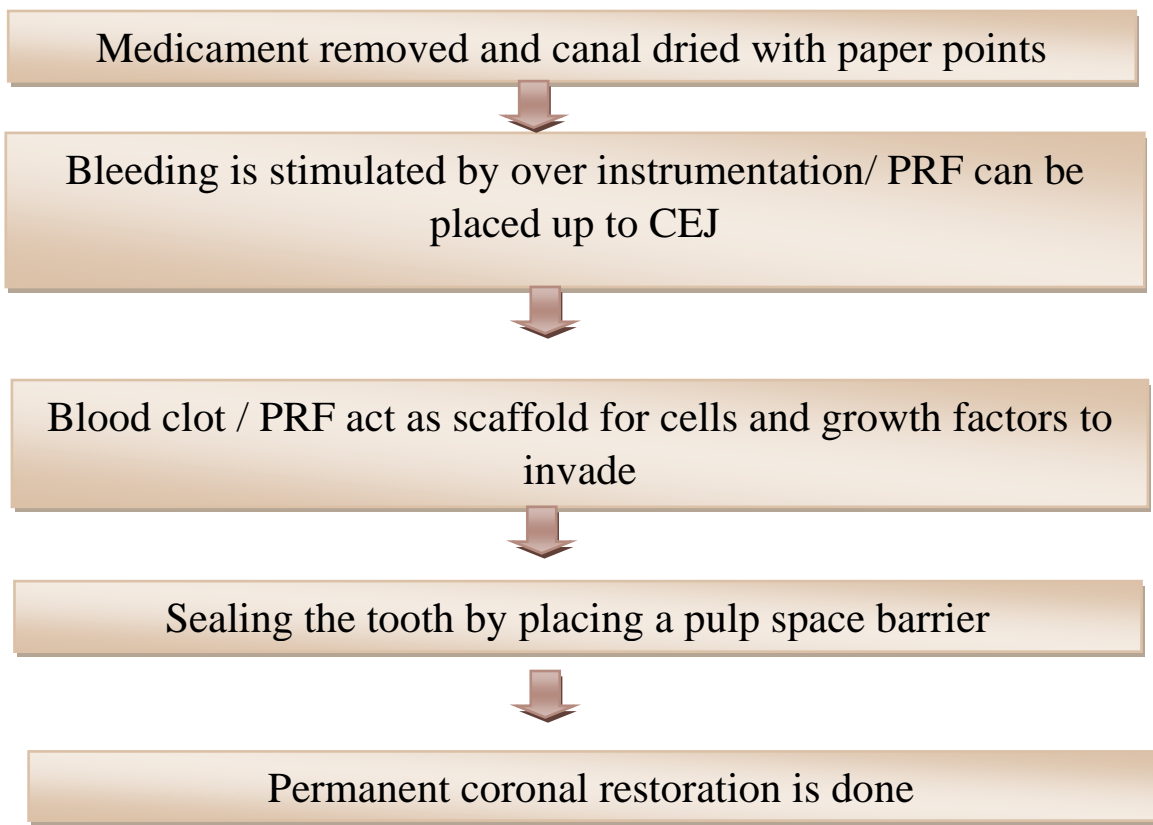 Medicament removed and canal dried with paper points
Bleeding is stimulated by over instrumentation/ PRF can be
placed up to CEJ
Blood clot / PRF act as scaffold for cells and growth factors to
invade
Sealing the tooth by placing a pulp space barrier
Permanent coronal restoration is done